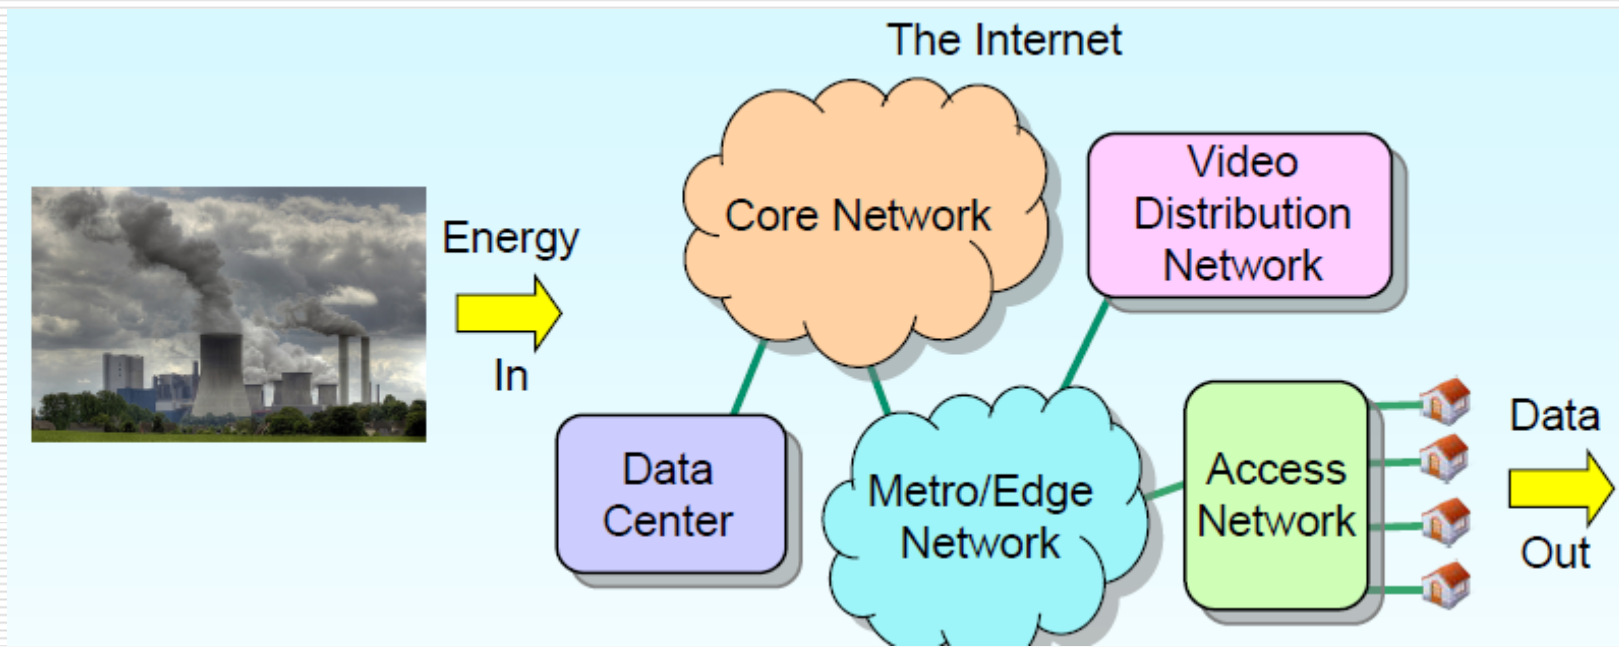 The Internet
Energy
In
Core Network
Video
Distribution
Network
Data
Center
Metro/Edge
Network
Access
Network
Data
Out